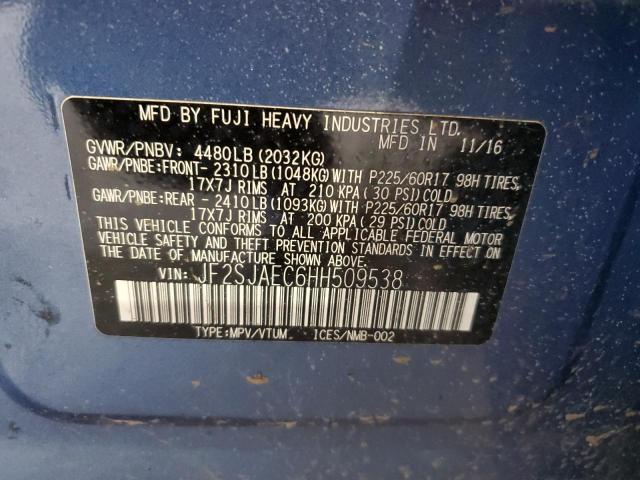 MFD BY FUJI HEAVY INDUSTRIES LTD.
MFD IN 11/16
GVWR/PNBV: 4480LB(2032KG)
GAWR/PNBE:FRONT- 2310LB(1048KG)WITH P225/60R17 98H TIRES,
17X7J RIMS AT 210 KPA(30 PSI)COLD
GAWR/PNBE:REAR - 2410LB(1093KG)WITH P225/60R17 98H TIRES,
17X7J RIMS AT 200 KPA(29 PSI)COLD
THIS VEHICLE CONFORMS TO ALL APPLICABLE FEDERAL MOTOR
VEHICLE SAFETY AND THEFT PREVENTION STANDARDS IN EFFECT ON
THE DATE OF MANUFACTURE SHOWN ABOVE.
VIN: JF2SJAEC6HH509538
TYPE:MPV/VTUM ICES/NMB-002